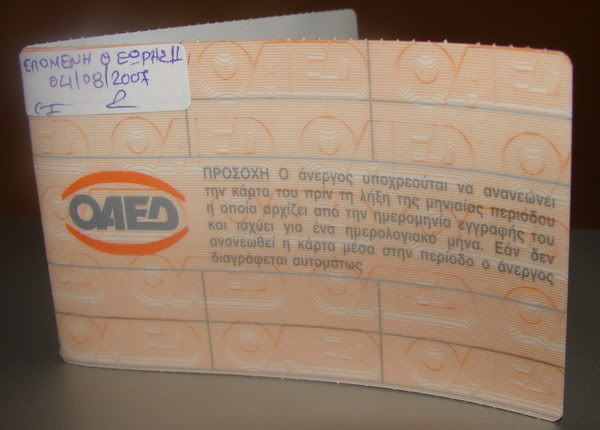 ΕΠΟΜΕΝΗ ΘΕΩΡΗΣΗ
04/08/2007
ΟΑΕΔ
ΠΡΟΣΟΧΗ Ο άνεργος υποχρεούται να ανανεώνει
την κάρτα του πρίν τη λήξη της μηνιαίας περιόδου
η οποία αρχίζει από την ημερομηνία εγγραφής του
και ισχύει για ένα ημερολογιακό μήνα. Εάν δεν
ανανεωθεί η κάρτα μέσα στην περίοδο ο άνεργος
διαγράφεται αυτομάτως